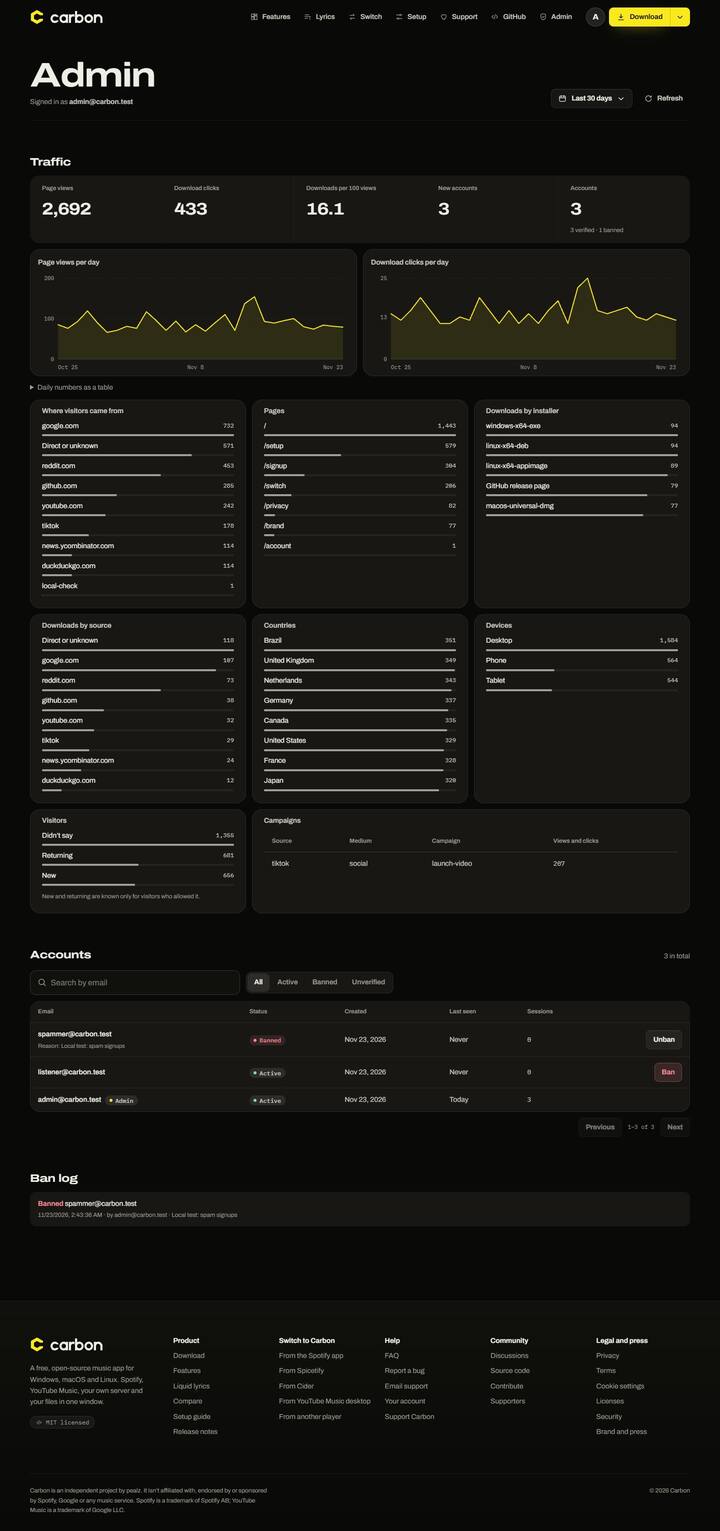 carbon
Features
Lyrics
Switch
Setup
Support
GitHub
Admin
A
Download
Admin
Signed in as admin@carbon.test
Last 30 days
Refresh
Traffic
Page views
2,692
Download clicks
433
Downloads per 100 views
16.1
New accounts
3
Accounts
3
3 verified · 1 banned
Page views per day
200
100
0
Oct 25
Nov 8
Nov 23
Download clicks per day
25
13
0
Oct 25
Nov 8
Nov 23
Daily numbers as a table
Where visitors came from
google.com 732
Direct or unknown 571
reddit.com 453
github.com 285
youtube.com 242
tiktok 178
news.ycombinator.com 114
duckduckgo.com 114
local-check 1
Pages
/ 1,443
/setup 579
/signup 304
/switch 206
/privacy 82
/brand 77
/account 1
Downloads by installer
windows-x64-exe 94
linux-x64-deb 94
linux-x64-appimage 89
GitHub release page 79
macos-universal-dmg 77
Downloads by source
Direct or unknown 118
google.com 107
reddit.com 73
github.com 38
youtube.com 32
tiktok 29
news.ycombinator.com 24
duckduckgo.com 12
Countries
Brazil 351
United Kingdom 349
Netherlands 343
Germany 337
Canada 335
United States 329
France 328
Japan 320
Devices
Desktop 1,584
Phone 564
Tablet 544
Visitors
Didn't say 1,355
Returning 681
New 656
New and returning are known only for visitors who allowed it.
Campaigns
Source Medium Campaign Views and clicks
tiktok social launch-video 207
Accounts
3 in total
Search by email
All
Active
Banned
Unverified
Email Status Created Last seen Sessions
spammer@carbon.test
Reason: Local test: spam signups
Banned Nov 23, 2026 Never 0 Unban
listener@carbon.test Active Nov 23, 2026 Never 0 Ban
admin@carbon.test Admin Active Nov 23, 2026 Today 3
Previous 1–3 of 3 Next
Ban log
Banned spammer@carbon.test
11/23/2026, 2:43:36 AM · by admin@carbon.test · Local test: spam signups
carbon
A free, open-source music app for
Windows, macOS and Linux. Spotify,
YouTube Music, your own server and
your files in one window.
MIT licensed
Product
Download
Features
Liquid lyrics
Compare
Setup guide
Release notes
Switch to Carbon
From the Spotify app
From Spicetify
From Cider
From YouTube Music desktop
From another player
Help
FAQ
Report a bug
Email support
Your account
Support Carbon
Community
Discussions
Source code
Contribute
Supporters
Legal and press
Privacy
Terms
Cookie settings
Licenses
Security
Brand and press
Carbon is an independent project by pealz. It isn't affiliated with, endorsed by or sponsored
by Spotify, Google or any music service. Spotify is a trademark of Spotify AB; YouTube
Music is a trademark of Google LLC.
© 2026 Carbon